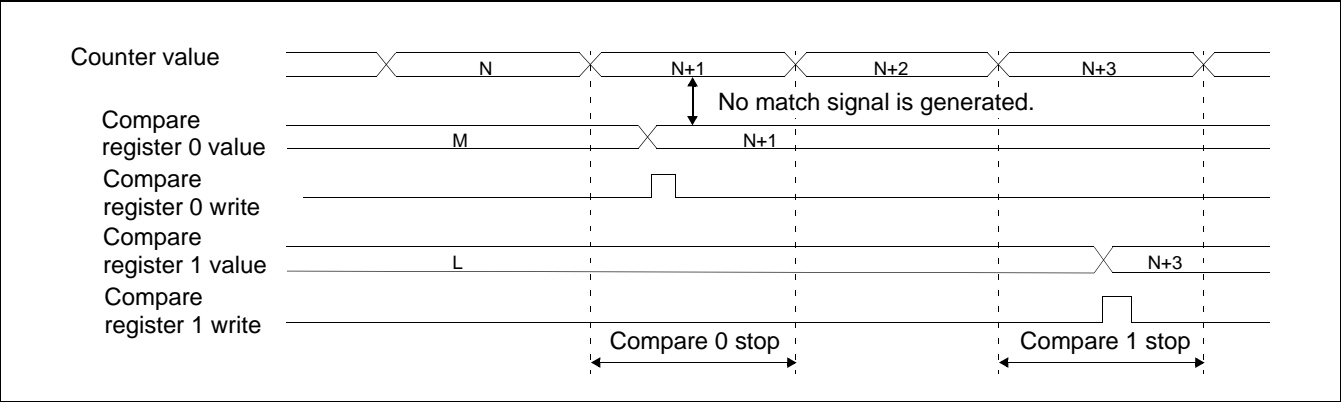 Counter value
N
N+1
N+2
N+3
No match signal is generated.
Compare
register 0 value
M
N+1
Compare
register 0 write
Compare
register 1 value
L
N+3
Compare
register 1 write
Compare 0 stop
Compare 1 stop